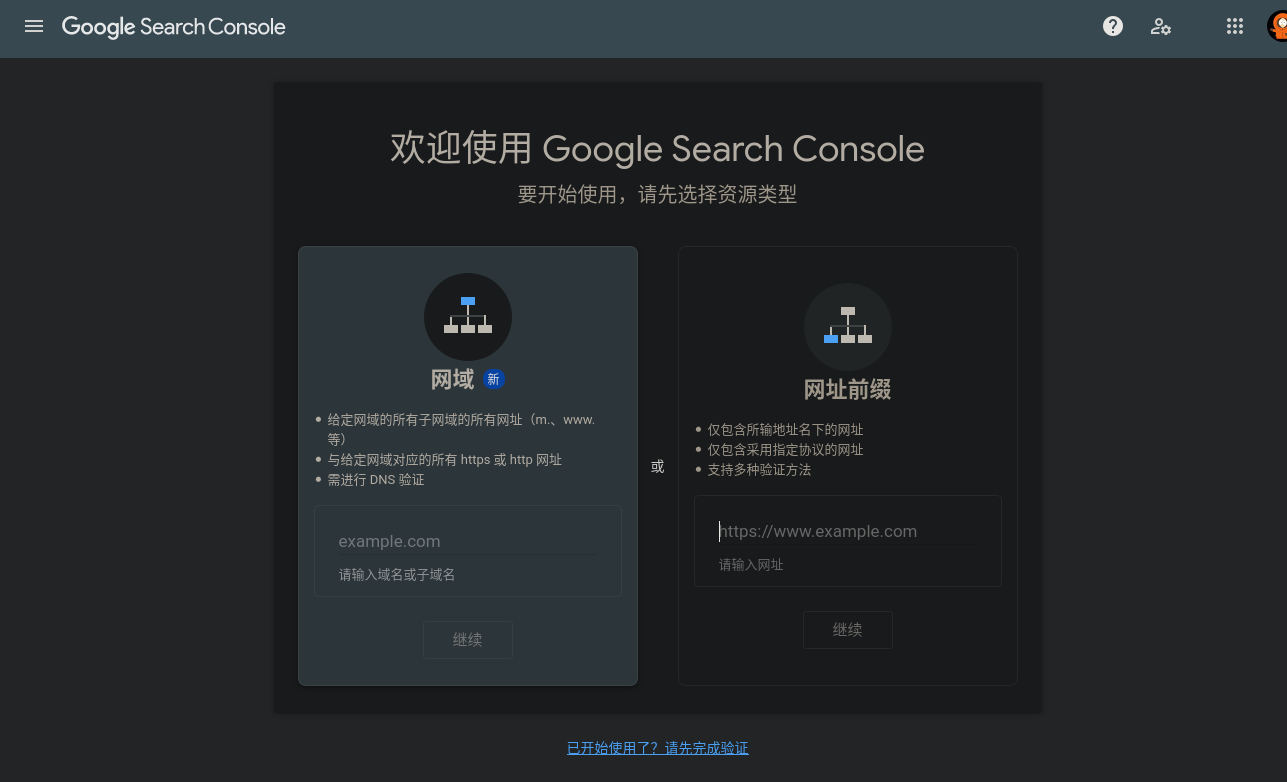 Google Search Console
欢迎使用 Google Search Console
要开始使用，请先选择资源类型
网域 新
给定网域的所有子网域的所有网址（m.、www.
等）
与给定网域对应的所有 https 或 http 网址
需进行 DNS 验证
example.com
请输入域名或子域名
继续
或
网址前缀
仅包含所输地址名下的网址
仅包含采用指定协议的网址
支持多种验证方法
https://www.example.com
请输入网址
继续
已开始使用了？请先完成验证